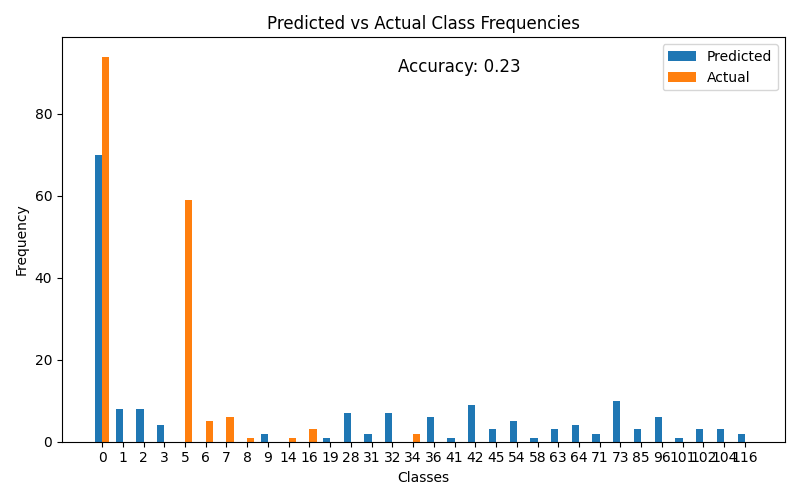 Predicted vs Actual Class Frequencies
Accuracy: 0.23
Predicted
Actual
Frequency
80
60
40
20
0
0 1 2 3 5 6 7 8 9 14 16 19 28 31 32 34 36 41 42 45 54 58 63 64 71 73 85 96 101 102 104 116
Classes